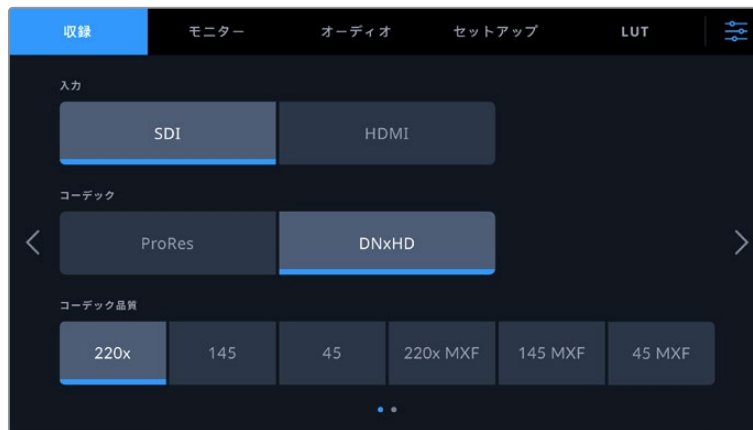 収録 モニター オーディオ セットアップ LUT
入力
SDI HDMI
コーデック
ProRes DNxHD
コーデック品質
220x 145 45 220x MXF 145 MXF 45 MXF